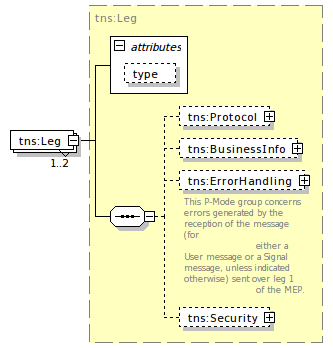 tns:Leg
attributes
type
tns:Leg
1..2
tns:Protocol
tns:BusinessInfo
tns:ErrorHandling
This P-Mode group concerns
errors generated by the
reception of the message
(for
either a
User message or a Signal
message, unless indicated
otherwise) sent over leg 1
of the MEP.
tns:Security